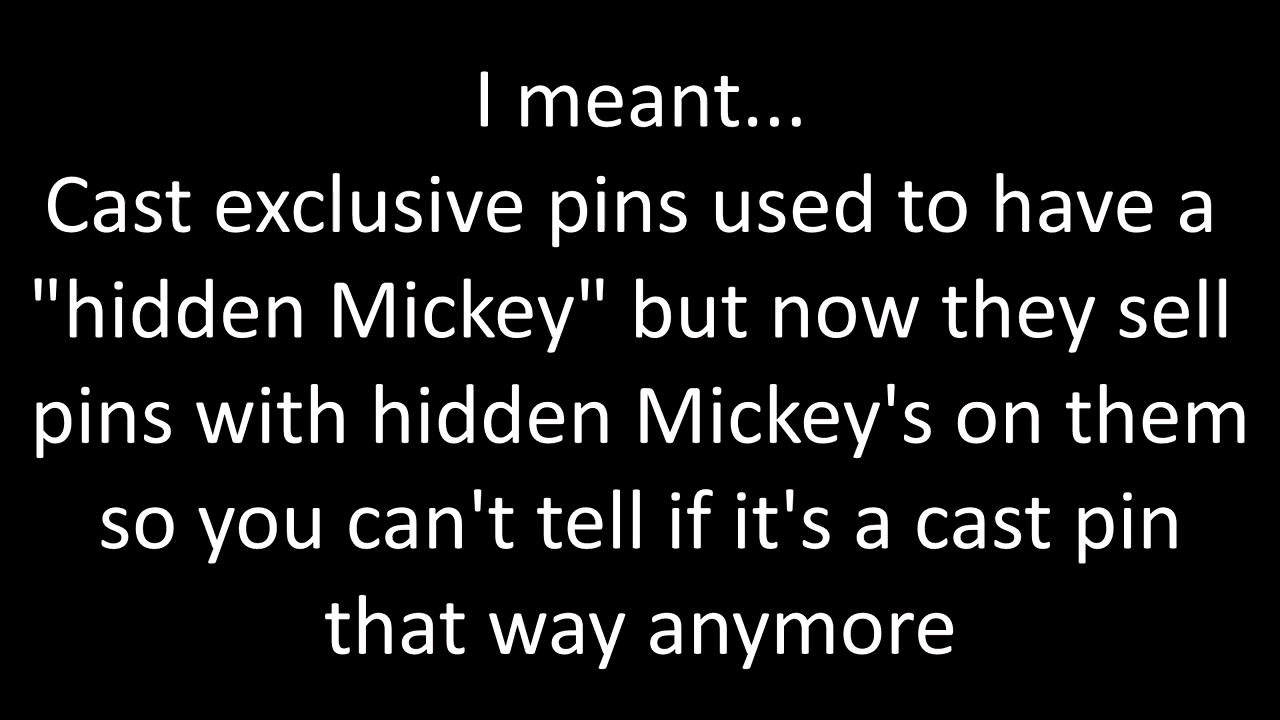 I meant...
Cast exclusive pins used to have a
"hidden Mickey" but now they sell
pins with hidden Mickey's on them
so you can't tell if it's a cast pin
that way anymore